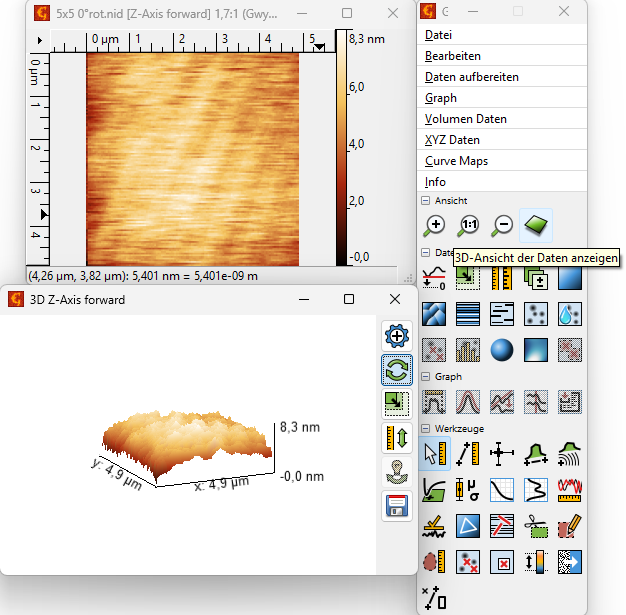 5x5 0°rot.nid [Z-Axis forward] 1,7:1 (Gwy...
0 µm 1 2 3 4 5
0 µm
1
2
3
4
8,3 nm
6,0
4,0
2,0
-0,0
(4,26 µm, 3,82 µm): 5,401 nm = 5,401e-09 m
Datei
Bearbeiten
Daten aufbereiten
Graph
Volumen Daten
XYZ Daten
Curve Maps
Info
Ansicht
1:1
3D-Ansicht der Daten anzeigen
0
Graph
Werkzeuge
µ
σ
3D Z-Axis forward
8,3 nm
-0,0 nm
y: 4,9 µm
x: 4,9 µm